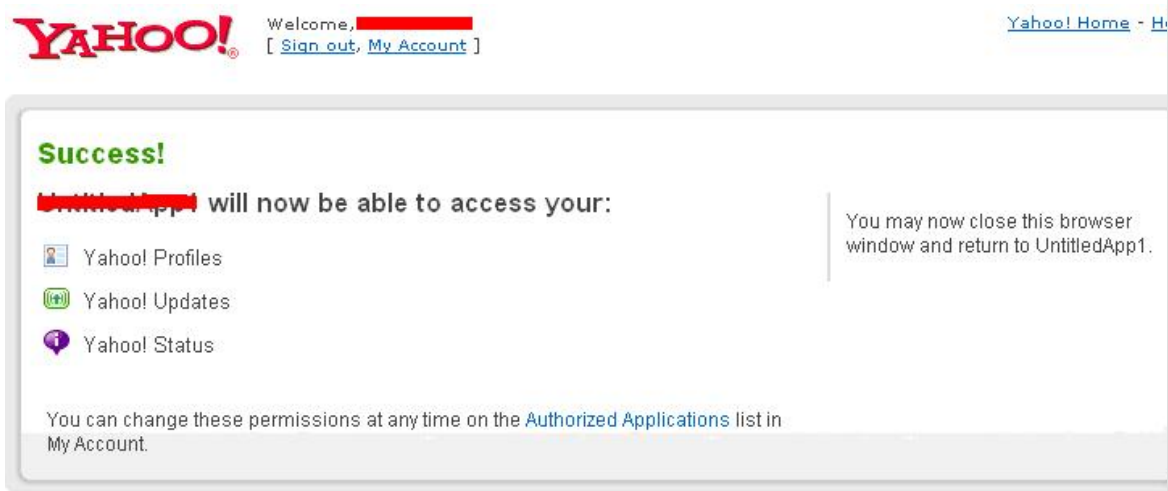 YAHOO!®
Welcome,
[ Sign out, My Account ]
Yahoo! Home - H
Success!
UntitledApp1 will now be able to access your:
Yahoo! Profiles
Yahoo! Updates
Yahoo! Status
You may now close this browser
window and return to UntitledApp1.
You can change these permissions at any time on the Authorized Applications list in
My Account.